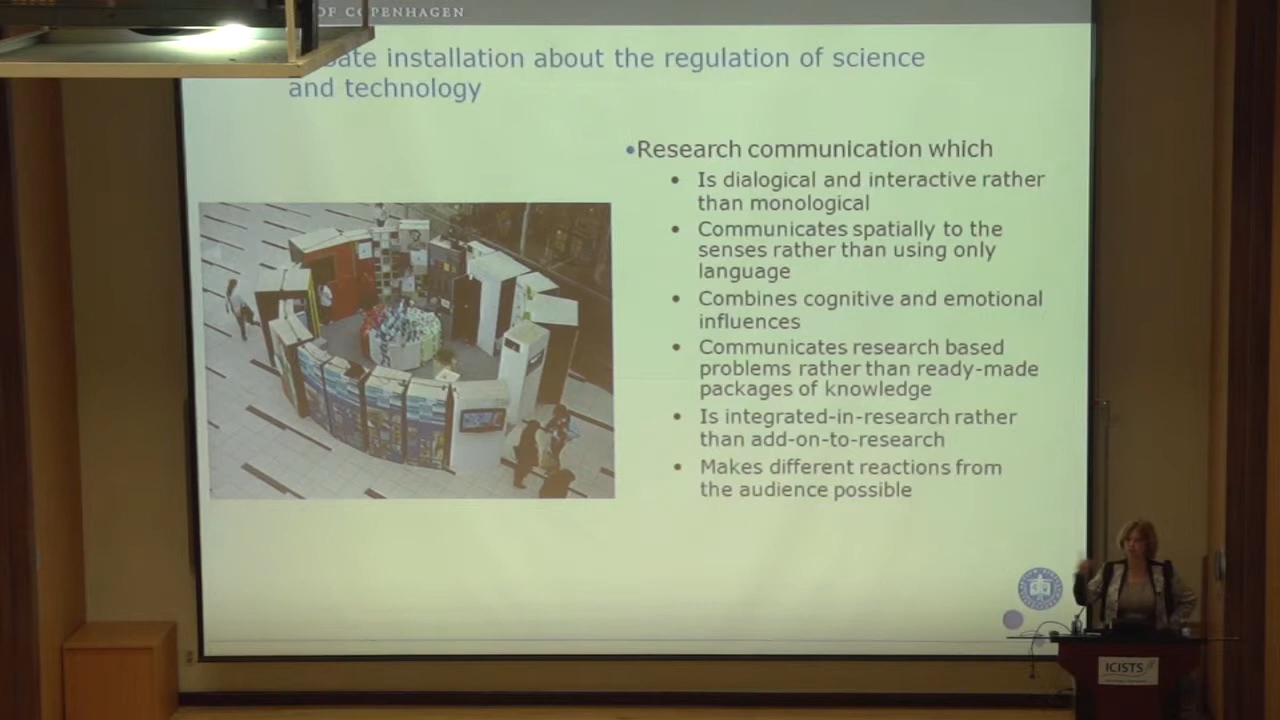 OF COPENHAGEN
installation about the regulation of science
and technology
•Research communication which
• Is dialogical and interactive rather
than monological
• Communicates spatially to the
senses rather than using only
language
• Combines cognitive and emotional
influences
• Communicates research based
problems rather than ready-made
packages of knowledge
• Is integrated-in-research rather
than add-on-to-research
• Makes different reactions from
the audience possible
ICISTS